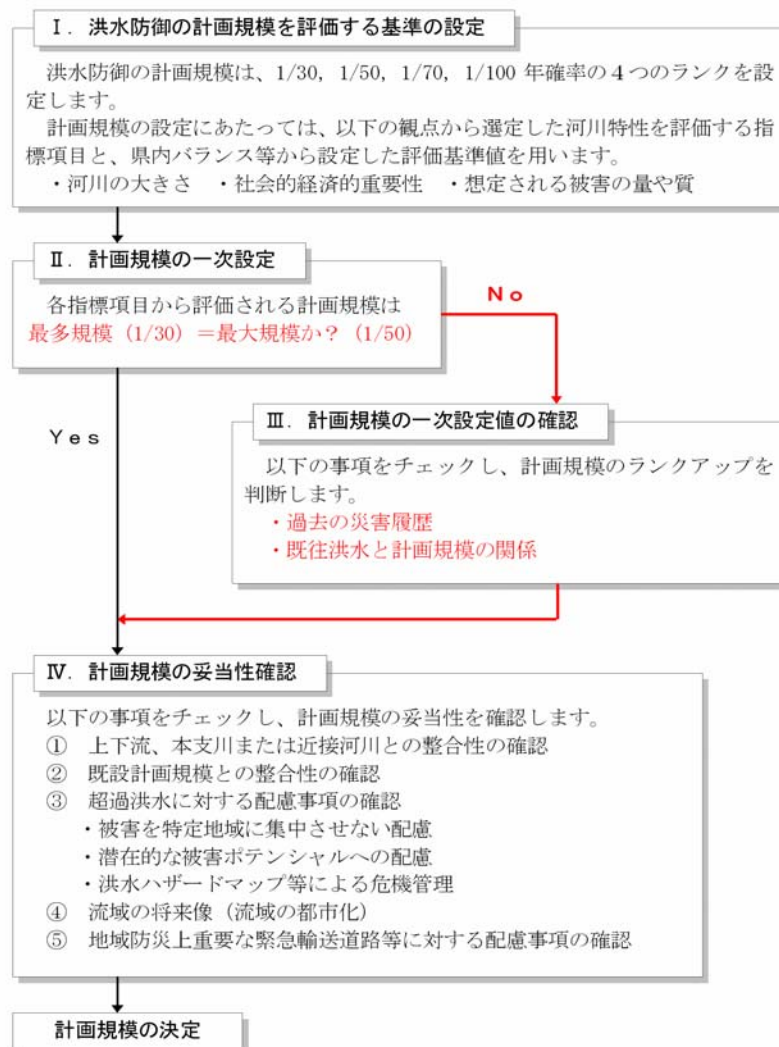 Ⅰ．洪水防御の計画規模を評価する基準の設定
洪水防御の計画規模は、1/30, 1/50, 1/70, 1/100 年確率の４つのランクを設
定します。
計画規模の設定にあたっては、以下の観点から選定した河川特性を評価する指
標項目と、県内バランス等から設定した評価基準値を用います。
・河川の大きさ　・社会的経済的重要性　・想定される被害の量や質
Ⅱ．計画規模の一次設定
各指標項目から評価される計画規模は
最多規模（1/30）＝最大規模か？（1/50）
Ｎｏ
Ｙｅｓ
Ⅲ．計画規模の一次設定値の確認
以下の事項をチェックし、計画規模のランクアップを
判断します。
・過去の災害履歴
・既往洪水と計画規模の関係
Ⅳ．計画規模の妥当性確認
以下の事項をチェックし、計画規模の妥当性を確認します。
①　上下流、本支川または近接河川との整合性の確認
②　既設計画規模との整合性の確認
③　超過洪水に対する配慮事項の確認
・被害を特定地域に集中させない配慮
・潜在的な被害ポテンシャルへの配慮
・洪水ハザードマップ等による危機管理
④　流域の将来像（流域の都市化）
⑤　地域防災上重要な緊急輸送道路等に対する配慮事項の確認
計画規模の決定